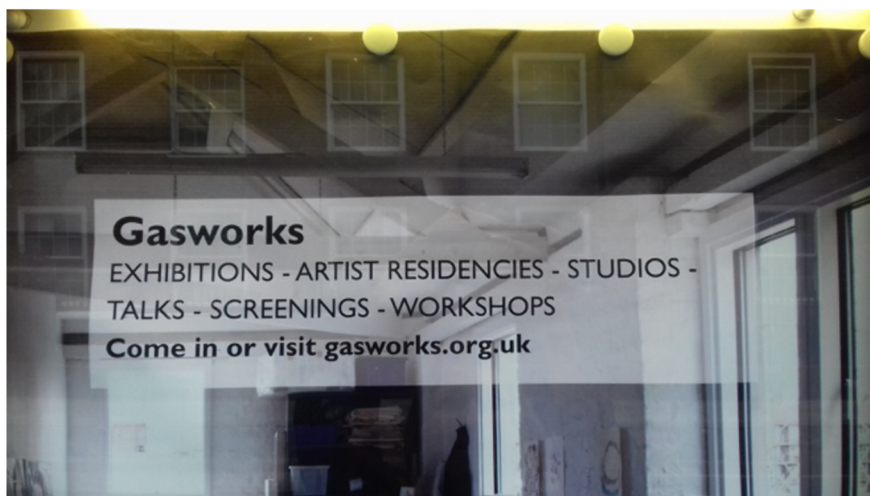 Gasworks
EXHIBITIONS - ARTIST RESIDENCIES - STUDIOS -
TALKS - SCREENINGS - WORKSHOPS
Come in or visit gasworks.org.uk